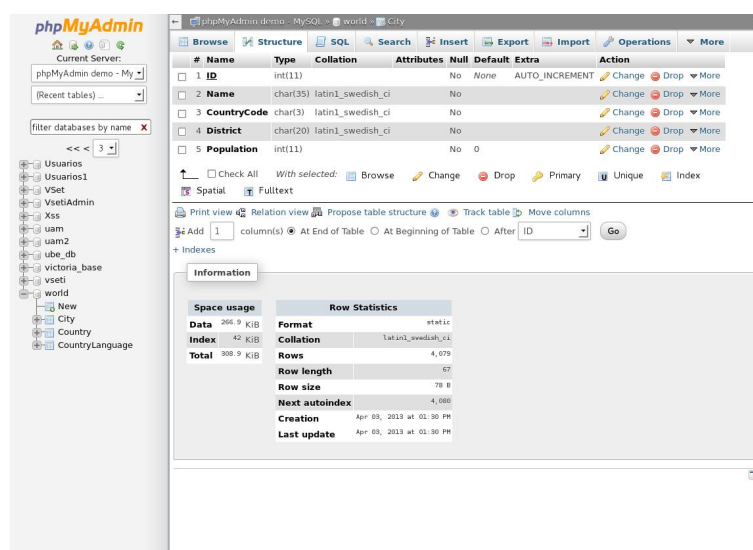 phpMyAdmin
Current Server:
phpMyAdmin demo - My
(Recent tables) ...
filter databases by name X
<< < 3
Usuarios
Usuarios1
VSet
VsetiAdmin
Xss
uam
uam2
ube_db
victoria_base
vseti
world
New
City
Country
CountryLanguage
phpMyAdmin demo - MySQL » world » City
Browse Structure SQL Search Insert Export Import Operations More
# Name Type Collation Attributes Null Default Extra Action
1 ID int(11) No None AUTO_INCREMENT Change Drop More
2 Name char(35) latin1_swedish_ci No Change Drop More
3 CountryCode char(3) latin1_swedish_ci No Change Drop More
4 District char(20) latin1_swedish_ci No Change Drop More
5 Population int(11) No 0 Change Drop More
Check All With selected: Browse Change Drop Primary Unique Index
Spatial Fulltext
Print view Relation view Propose table structure Track table Move columns
Add 1 column(s) At End of Table At Beginning of Table After ID Go
+ Indexes
Information
Space usage
Data 266.9 KiB
Index 42 KiB
Total 308.9 KiB
Row Statistics
Format static
Collation latin1_swedish_ci
Rows 4,079
Row length 67
Row size 78 B
Next autoindex 4,080
Creation Apr 03, 2013 at 01:30 PM
Last update Apr 03, 2013 at 01:30 PM